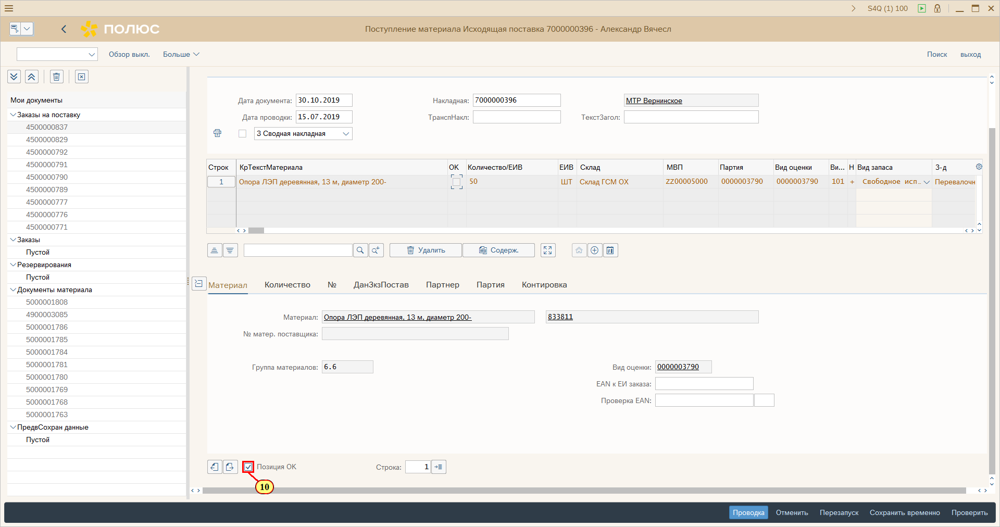 S4Q (1) 100
ПОЛЮС
Поступление материала Исходящая поставка 7000000396 - Александр Вячесл
Обзор выкл.
Больше
Поиск
выход
Мои документы
Заказы на поставку
4500000837
4500000829
4500000792
4500000791
4500000790
4500000789
4500000777
4500000776
4500000771
Заказы
Пустой
Резервирования
Пустой
Документы материала
5000001808
4900003085
5000001786
5000001785
5000001784
5000001781
5000001780
5000001769
5000001768
5000001763
ПредвСохран данные
Пустой
Дата документа: 30.10.2019 Накладная: 7000000396 МТР Вернинское
Дата проводки: 15.07.2019 ТранспНакл: ТекстЗагол:
3 Сводная накладная
Строк КрТекстМатериала OK Количество/ЕИВ ЕИВ Склад МВП Партия Вид оценки Ви... Н Вид запаса З-д
1 Опора ЛЭП деревянная, 13 м, диаметр 200- 50 ШТ Склад ГСМ ОХ ZZ00005000 0000003790 0000003790 101 + Свободное исп… Перевалочн
Удалить
Содерж.
Материал Количество № ДанЗкзПостав Партнер Партия Контировка
Материал: Опора ЛЭП деревянная, 13 м, диаметр 200- 833811
№ матер. поставщика:
Группа материалов: 6.6 Вид оценки: 0000003790
EAN к ЕИ заказа:
Проверка EAN:
Позиция OK Строка: 1
10
Проводка Отменить Перезапуск Сохранить временно Проверить